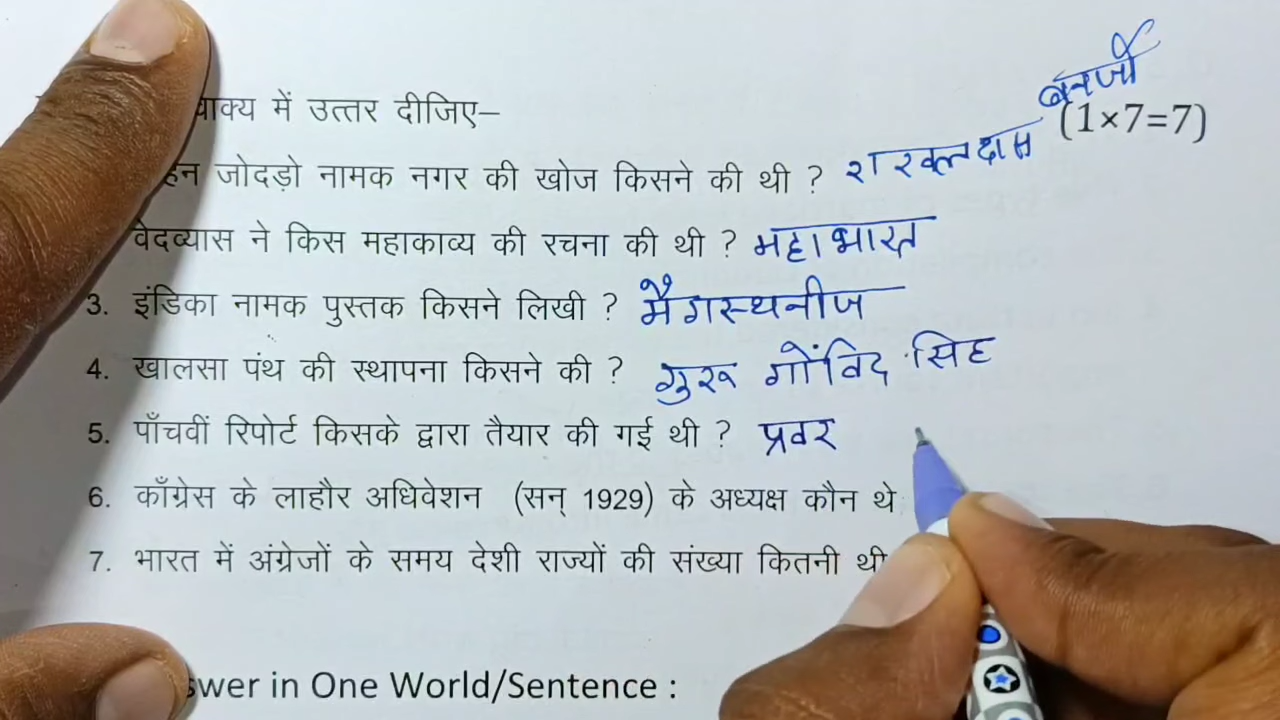 वाक्य में उत्तर दीजिए–
(1×7=7)
हन जोदड़ो नामक नगर की खोज किसने की थी ? राखलदास बनर्जी
वेदव्यास ने किस महाकाव्य की रचना की थी ? महाभारत
3. इंडिका नामक पुस्तक किसने लिखी ? मैगस्थनीज
4. खालसा पंथ की स्थापना किसने की ? गुरू गोंविद सिह
5. पाँचवीं रिपोर्ट किसके द्वारा तैयार की गई थी ? प्रवर
6. काँग्रेस के लाहौर अधिवेशन (सन् 1929) के अध्यक्ष कौन थे
7. भारत में अंग्रेजों के समय देशी राज्यों की संख्या कितनी थी
swer in One World/Sentence :